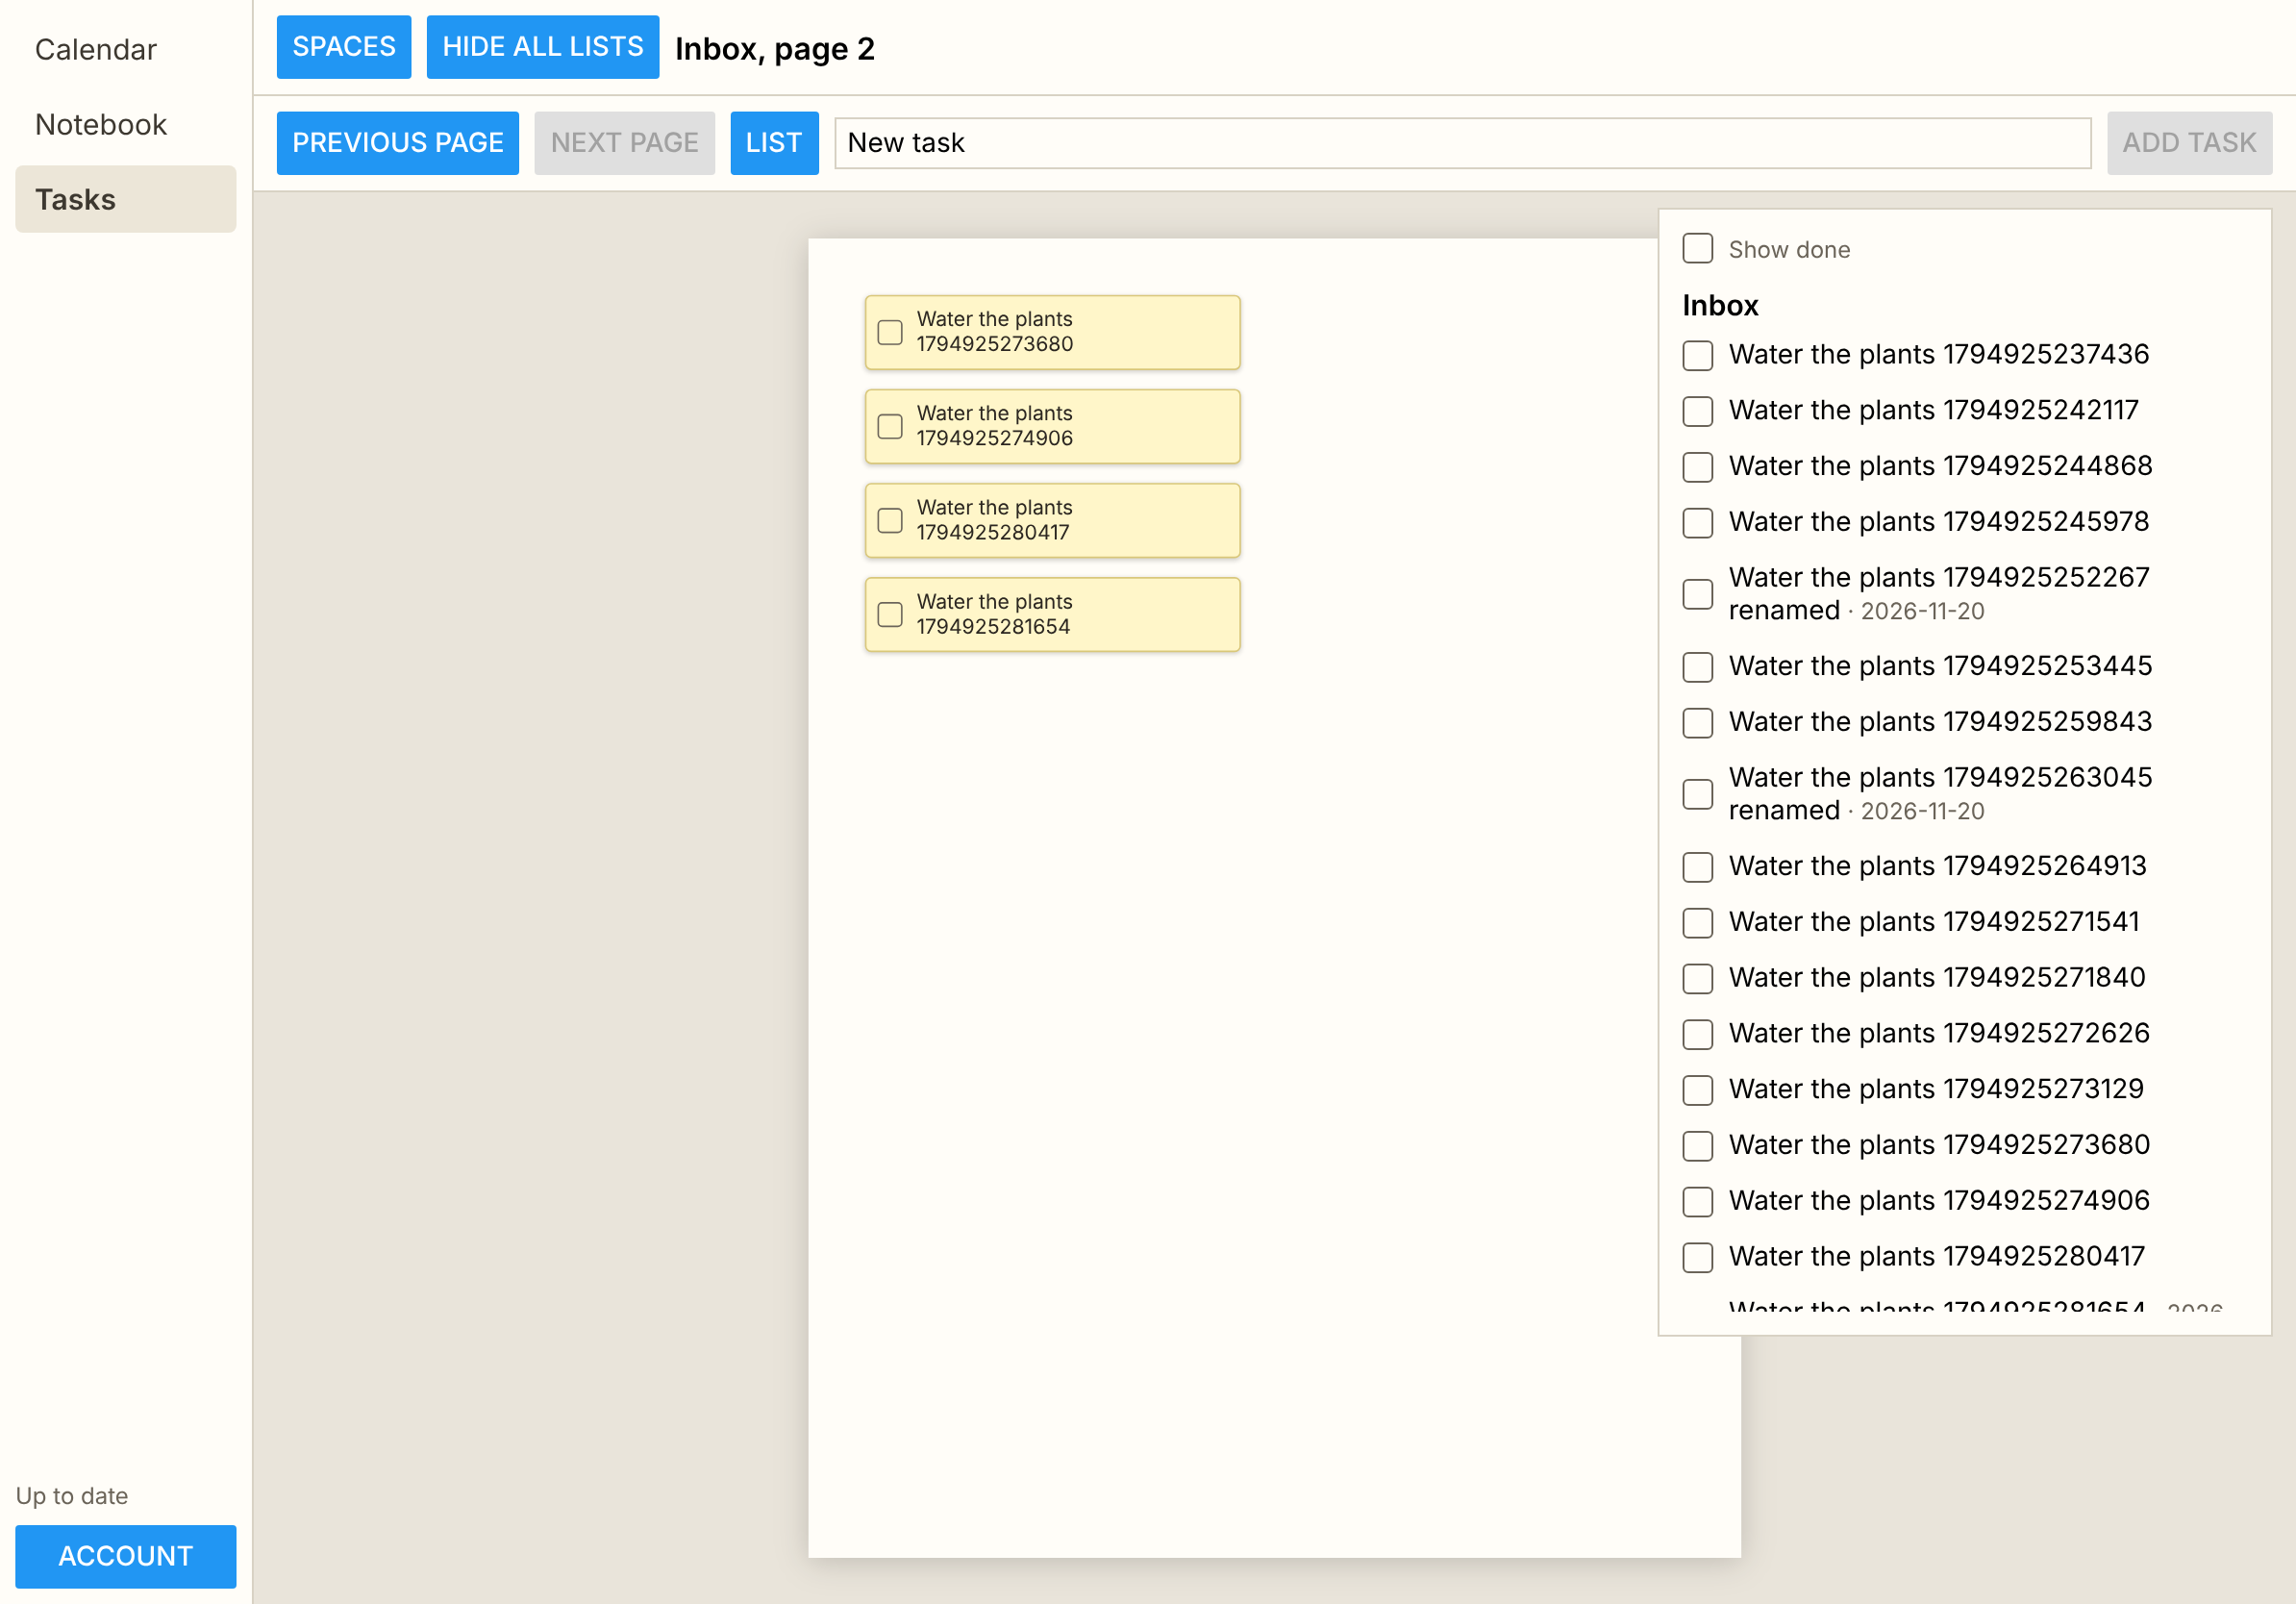 Calendar
Notebook
Tasks
Up to date
ACCOUNT
SPACES
HIDE ALL LISTS
Inbox, page 2
PREVIOUS PAGE
NEXT PAGE
LIST
New task
ADD TASK
Water the plants
1794925273680
Water the plants
1794925274906
Water the plants
1794925280417
Water the plants
1794925281654
Show done
Inbox
Water the plants 1794925237436
Water the plants 1794925242117
Water the plants 1794925244868
Water the plants 1794925245978
Water the plants 1794925252267
renamed · 2026-11-20
Water the plants 1794925253445
Water the plants 1794925259843
Water the plants 1794925263045
renamed · 2026-11-20
Water the plants 1794925264913
Water the plants 1794925271541
Water the plants 1794925271840
Water the plants 1794925272626
Water the plants 1794925273129
Water the plants 1794925273680
Water the plants 1794925274906
Water the plants 1794925280417
Water the plants 1794925281654 · 2026